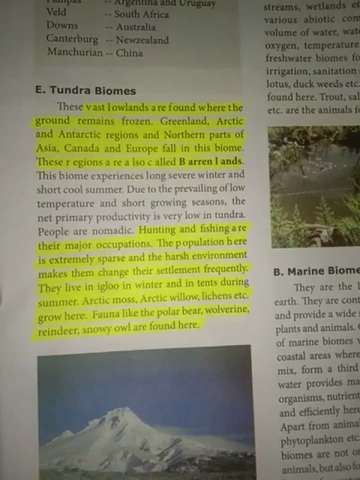 Pampas -- Argentina and Uruguay
Veld -- South Africa
Downs -- Australia
Canterburg -- Newzealand
Manchurian -- China
E. Tundra Biomes
These vast lowlands are found where the
ground remains frozen. Greenland, Arctic
and Antarctic regions and Northern parts of
Asia, Canada and Europe fall in this biome.
These regions are also called Barren lands.
This biome experiences long severe winter and
short cool summer. Due to the prevailing of low
temperature and short growing seasons, the
net primary productivity is very low in tundra.
People are nomadic. Hunting and fishing are
their major occupations. The population here
is extremely sparse and the harsh environment
makes them change their settlement frequently.
They live in igloo in winter and in tents during
summer. Arctic moss, Arctic willow, lichens etc.
grow here. Fauna like the polar bear, wolverine,
reindeer, snowy owl are found here.
streams, wetlands
various abiotic
volume of water,
oxygen, temperature
freshwater biomes
irrigation, sanitation
lotus, duck weeds etc.
found here. Trout,
etc. are the animals
B. Marine Biome
They are the
earth. They are
and provide a wide
plants and animals.
of marine biomes
coastal areas where
mix, form a third
water provides
organisms, nutrient
and efficiently
Apart from
phytoplankton etc.
biomes are not
animals, but also